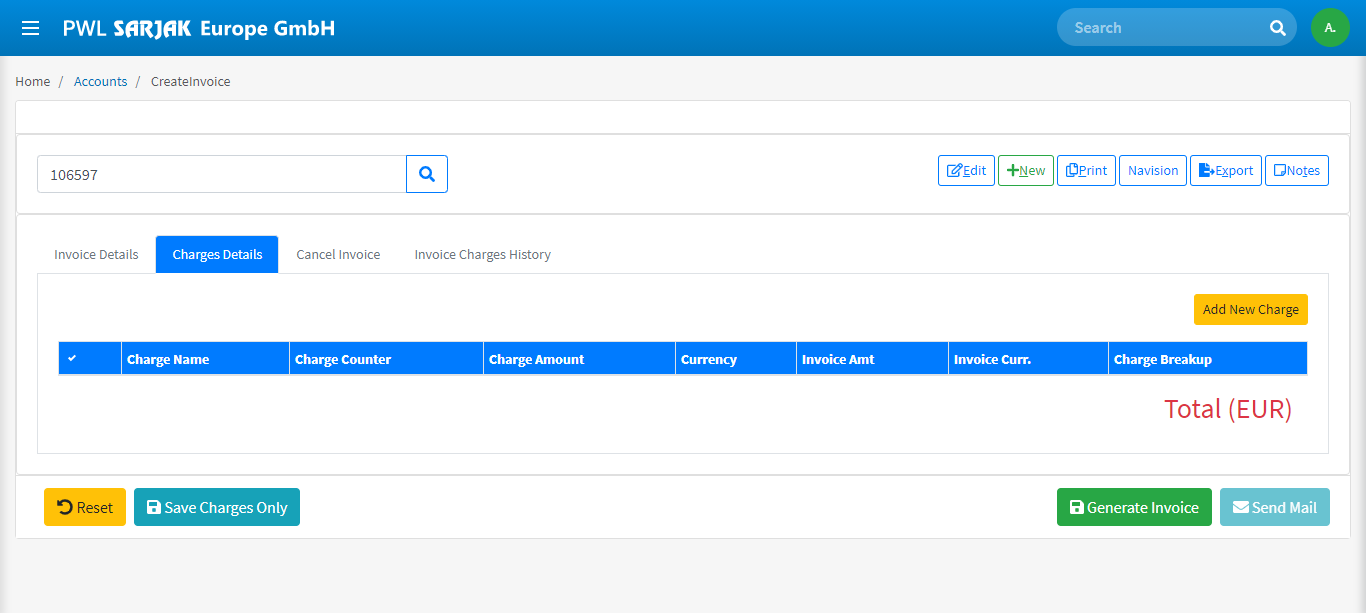 PWL SARJAK Europe GmbH
Search
A.
Home / Accounts / CreateInvoice
106597
Edit
New
Print
Navision
Export
Notes
Invoice Details
Charges Details
Cancel Invoice
Invoice Charges History
Add New Charge
Charge Name
Charge Counter
Charge Amount
Currency
Invoice Amt
Invoice Curr.
Charge Breakup
Total (EUR)
Reset
Save Charges Only
Generate Invoice
Send Mail